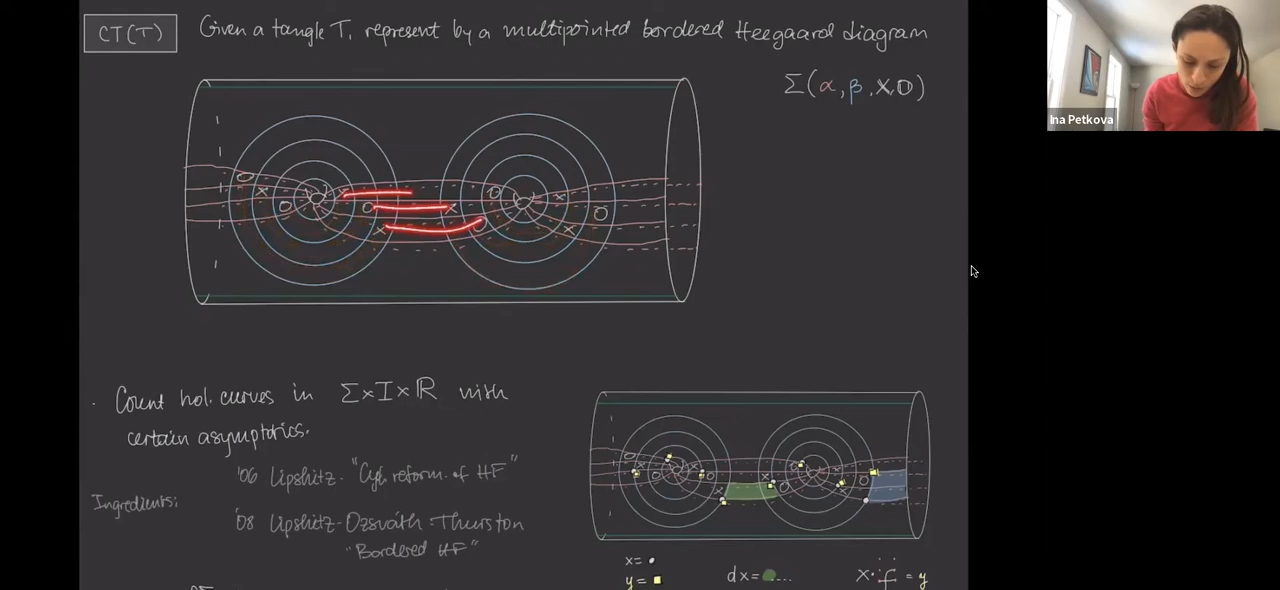 CT(T) Given a tangle T, represent by a multipointed bordered Heegaard diagram
Σ(α, β, X, O)
Ina Petkova
· Count hol. curves in Σ×I×ℝ with
certain asymptotics.
'06 Lipshitz. "Cyl. reform. of HF"
Ingredients:
'08 Lipshitz-Ozsváth-Thurston
"Bordered HF"
x=
y=
dx=
= y